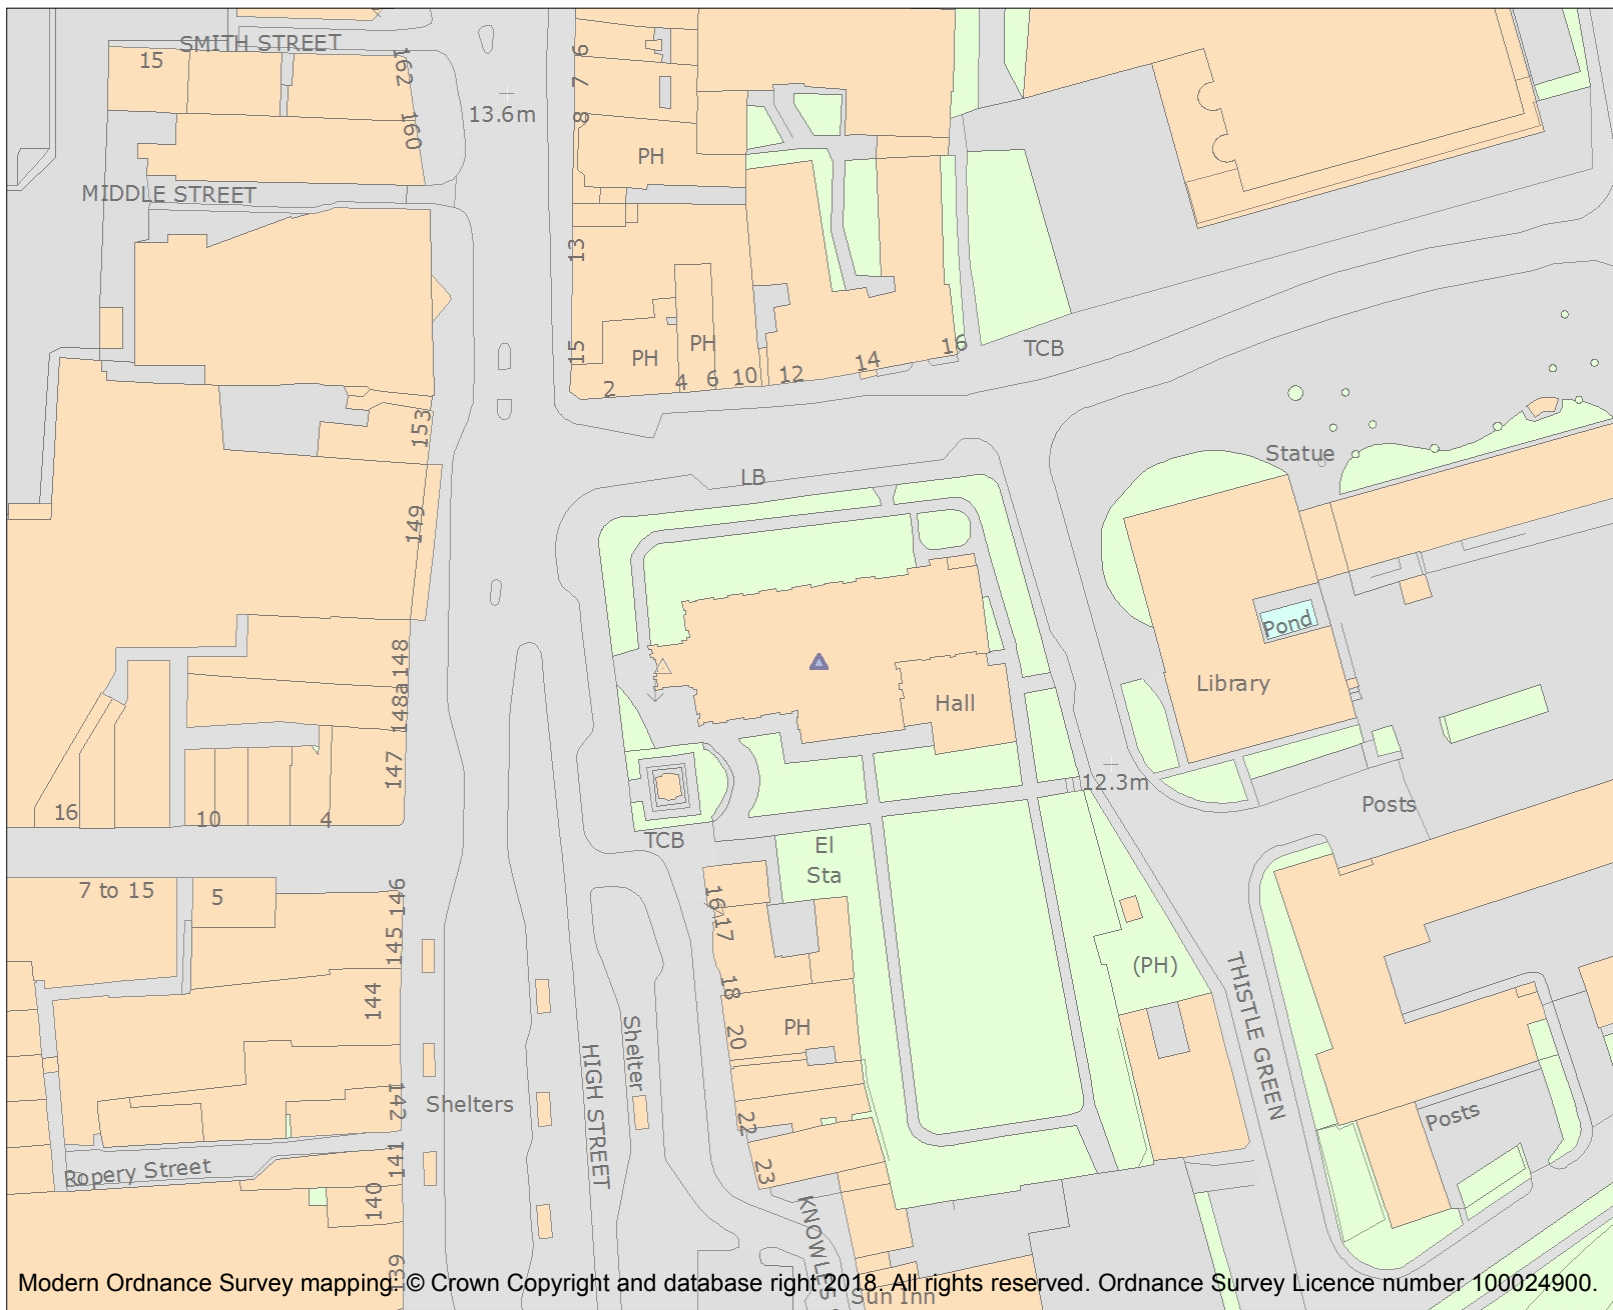 SMITH STREET
15
162
6
7
13.6m
8
160
PH
MIDDLE STREET
13
15
PH
PH
TCB
16
14
12
10
6
4
2
153
Statue
LB
149
Pond
148
Library
148a
Hall
147
12.3m
16
10
4
Posts
TCB
El
Sta
7 to 15
5
146
16
17
145
(PH)
18
144
THISTLE GREEN
20
PH
Shelter
HIGH STREET
142
Shelters
22
Posts
141
Ropery Street
23
140
KNOWLES
139
Sun Inn
Modern Ordnance Survey mapping: © Crown Copyright and database right 2018. All rights reserved. Ordnance Survey Licence number 100024900.